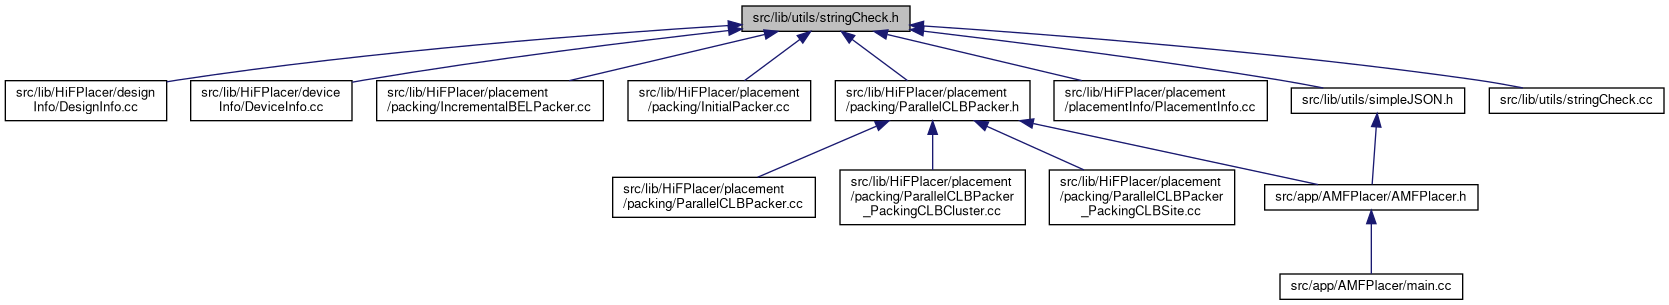 src/lib/utils/stringCheck.h
src/lib/HiFPlacer/design
Info/DesignInfo.cc
src/lib/HiFPlacer/device
Info/DeviceInfo.cc
src/lib/HiFPlacer/placement
/packing/IncrementalBELPacker.cc
src/lib/HiFPlacer/placement
/packing/InitialPacker.cc
src/lib/HiFPlacer/placement
/packing/ParallelCLBPacker.h
src/lib/HiFPlacer/placement
/placementInfo/PlacementInfo.cc
src/lib/utils/simpleJSON.h
src/lib/utils/stringCheck.cc
src/lib/HiFPlacer/placement
/packing/ParallelCLBPacker.cc
src/lib/HiFPlacer/placement
/packing/ParallelCLBPacker
_PackingCLBCluster.cc
src/lib/HiFPlacer/placement
/packing/ParallelCLBPacker
_PackingCLBSite.cc
src/app/AMFPlacer/AMFPlacer.h
src/app/AMFPlacer/main.cc